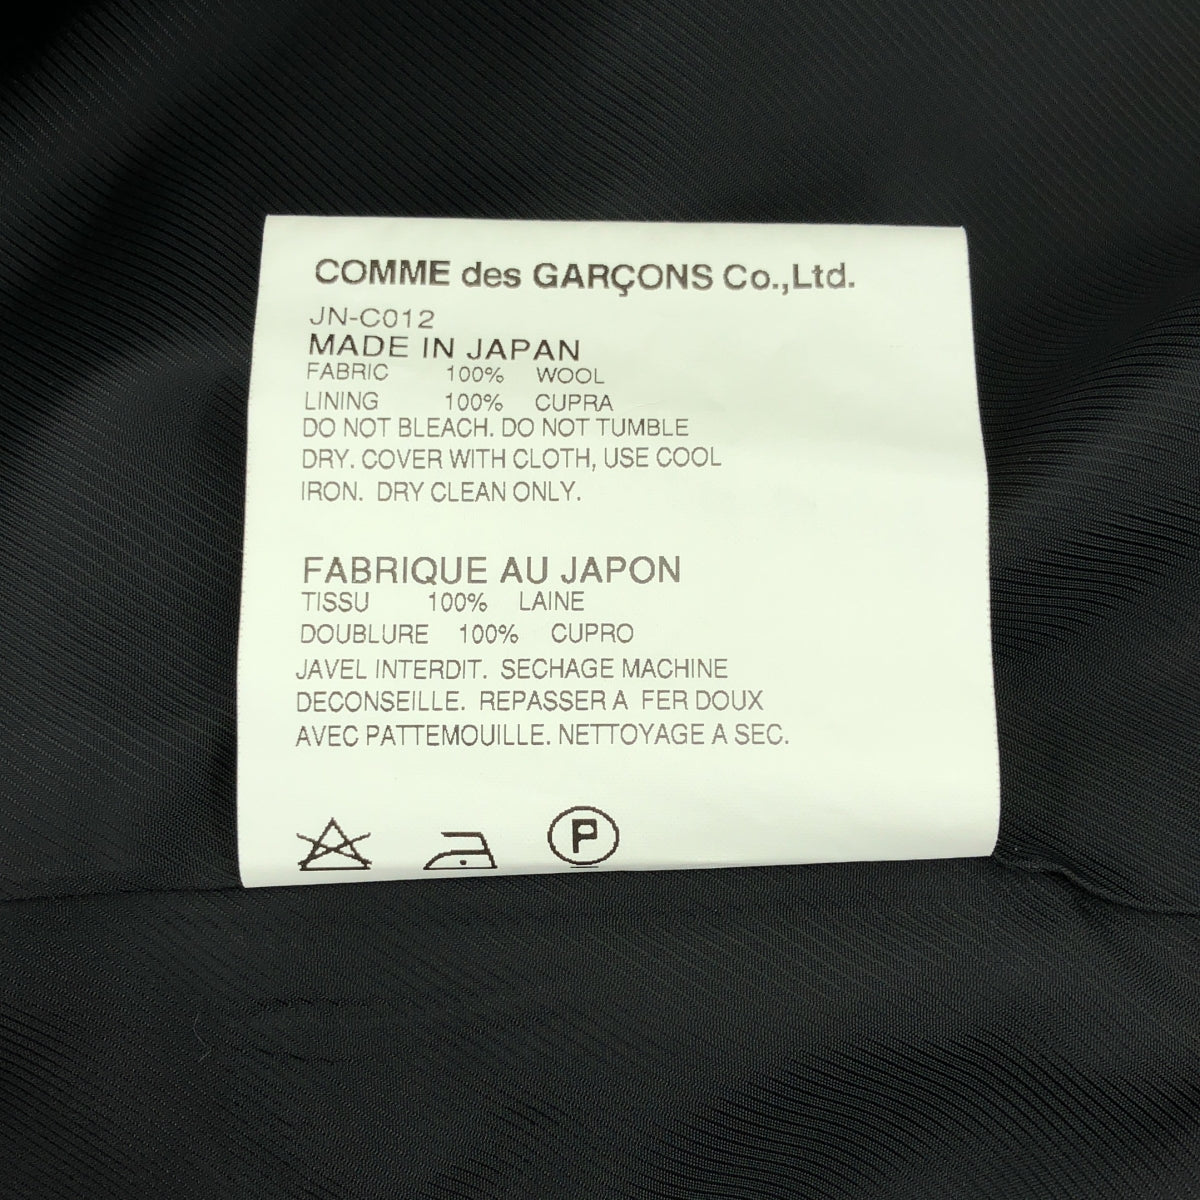 COMME des GARÇONS Co.,Ltd.
JN-C012
MADE IN JAPAN
FABRIC 100% WOOL
LINING 100% CUPRA
DO NOT BLEACH. DO NOT TUMBLE
DRY. COVER WITH CLOTH, USE COOL
IRON. DRY CLEAN ONLY.
FABRIQUE AU JAPON
TISSU 100% LAINE
DOUBLURE 100% CUPRO
JAVEL INTERDIT. SECHAGE MACHINE
DECONSEILLE. REPASSER A FER DOUX
AVEC PATTEMOUILLE. NETTOYAGE A SEC.
P